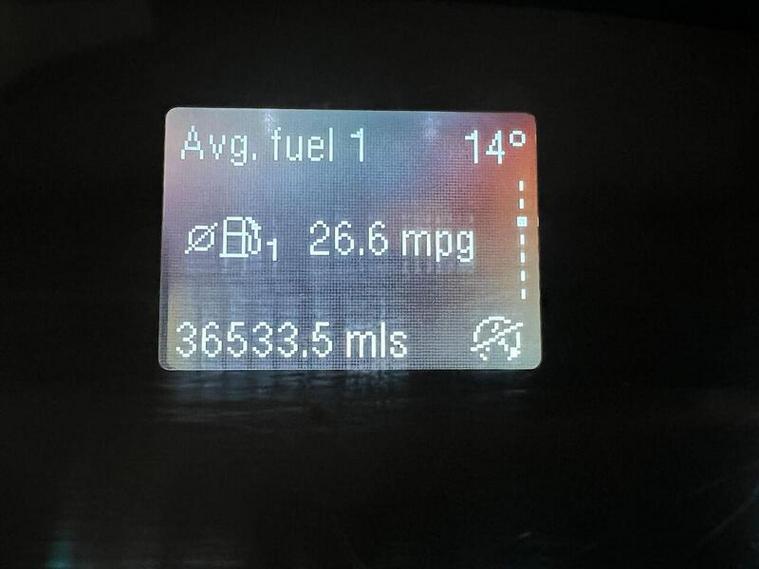 Avg. fuel 1 14°
Ø 1 26.6 mpg
36533.5 mls